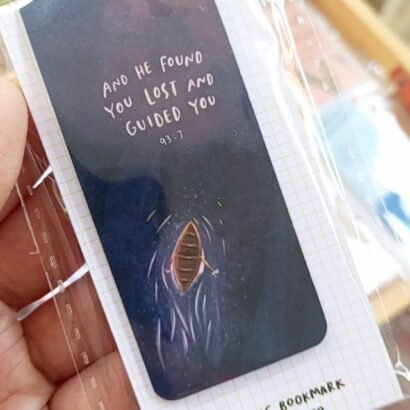 AND HE FOUND
YOU LOST AND
GUIDED YOU
93:7
BOOKMARK